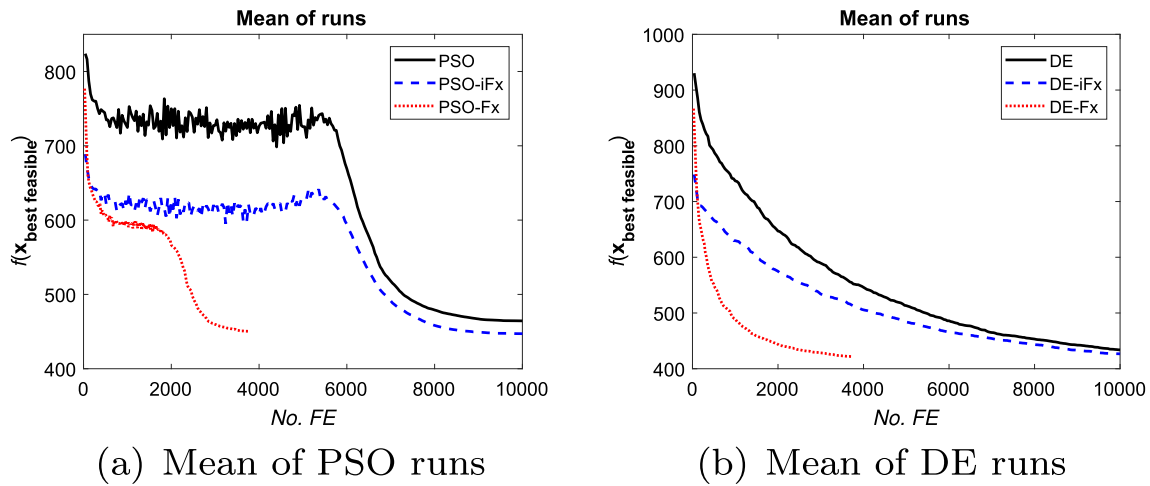 Mean of runs
f(x_best feasible)
800
700
600
500
400
PSO
PSO-iFx
PSO-Fx
0 2000 4000 6000 8000 10000
No. FE
(a) Mean of PSO runs
Mean of runs
f(x_best feasible)
1000
900
800
700
600
500
400
DE
DE-iFx
DE-Fx
0 2000 4000 6000 8000 10000
No. FE
(b) Mean of DE runs